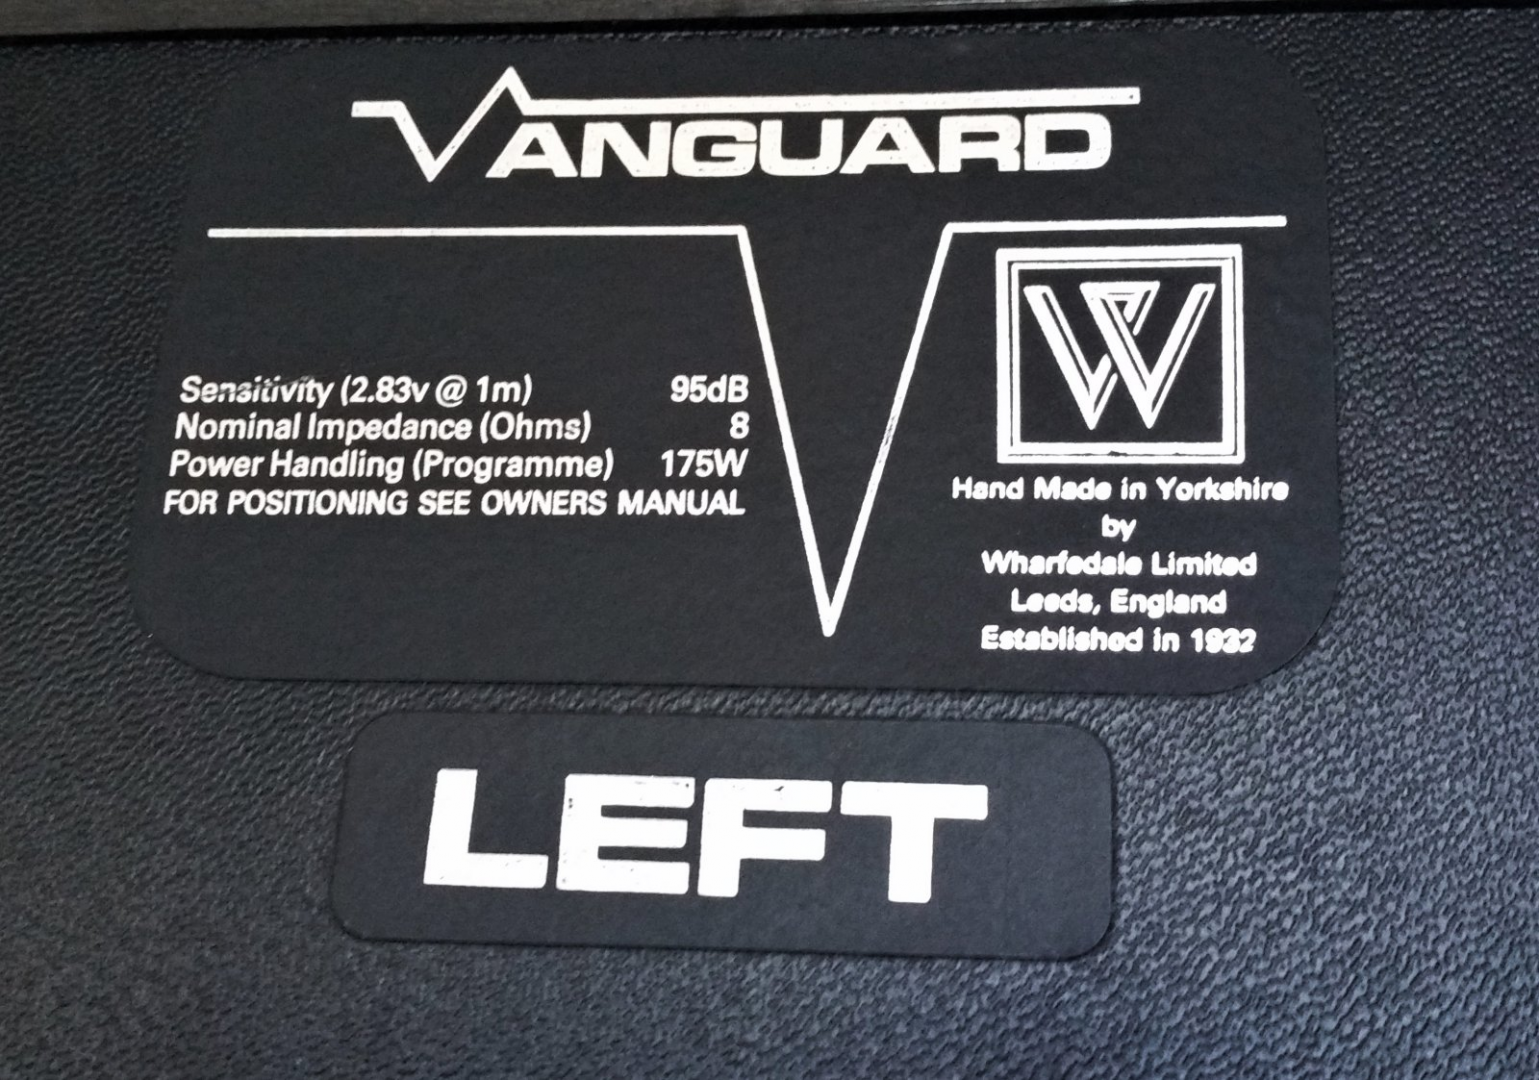 VANGUARD
Sensitivity (2.83v @ 1m) 95dB
Nominal Impedance (Ohms) 8
Power Handling (Programme) 175W
FOR POSITIONING SEE OWNERS MANUAL
W
Hand Made in Yorkshire
by
Wharfedale Limited
Leeds, England
Established in 1932
LEFT